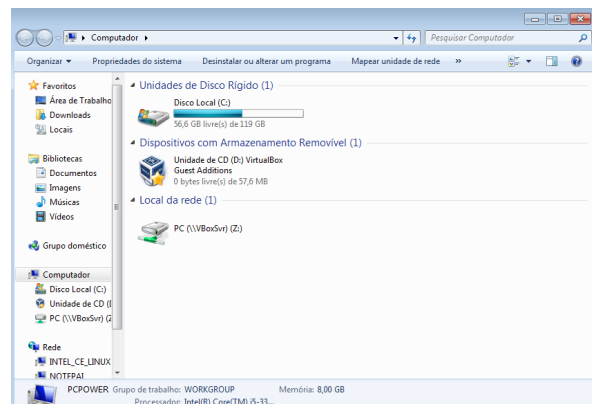 Computador
Pesquisar Computador
Organizar
Propriedades do sistema
Desinstalar ou alterar um programa
Mapear unidade de rede
»
Favoritos
Área de Trabalho
Downloads
Locais
Bibliotecas
Documentos
Imagens
Músicas
Vídeos
Grupo doméstico
Computador
Disco Local (C:)
Unidade de CD (
PC (\\VBoxSvr) (Z
Rede
INTEL_CE_LINUX
NOTEPAI
Unidades de Disco Rígido (1)
Disco Local (C:)
56,6 GB livre(s) de 119 GB
Dispositivos com Armazenamento Removível (1)
Unidade de CD (D:) VirtualBox
Guest Additions
0 bytes livre(s) de 57,6 MB
Local da rede (1)
PC (\\VBoxSvr) (Z:)
PCPOWER Grupo de trabalho: WORKGROUP Memória: 8,00 GB
Processador: Intel(R) Core(TM) i5-33...